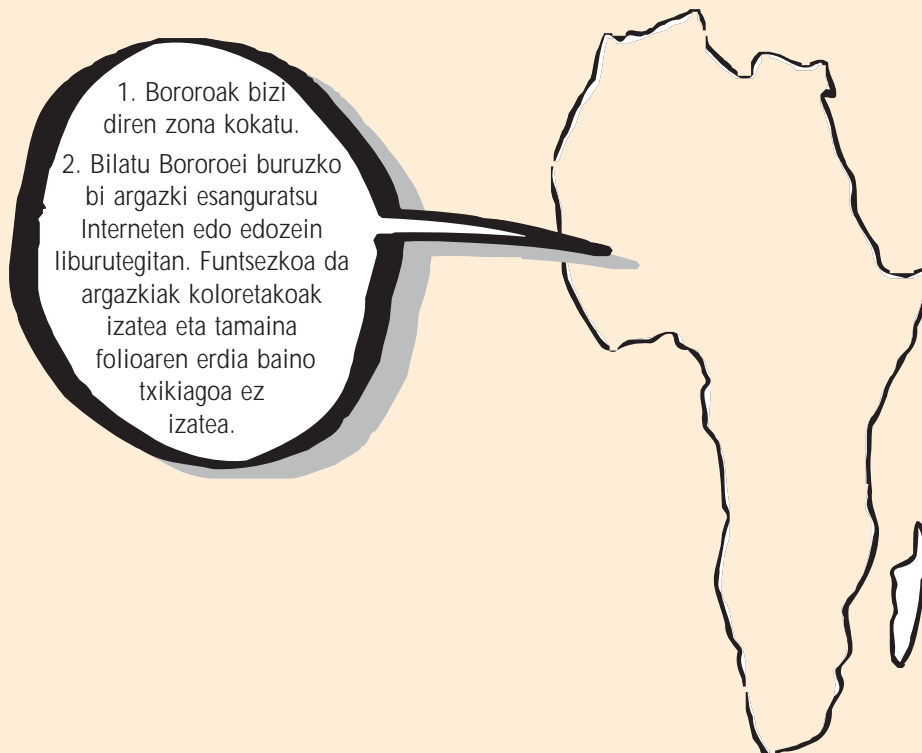 1. Bororoak bizi
diren zona kokatu.
2. Bilatu Bororoei buruzko
bi argazki esanguratsu
Interneten edo edozein
liburutegitan. Funtsezkoa da
argazkiak koloretakoak
izatea eta tamaina
folioaren erdia baino
txikiagoa ez
izatea.